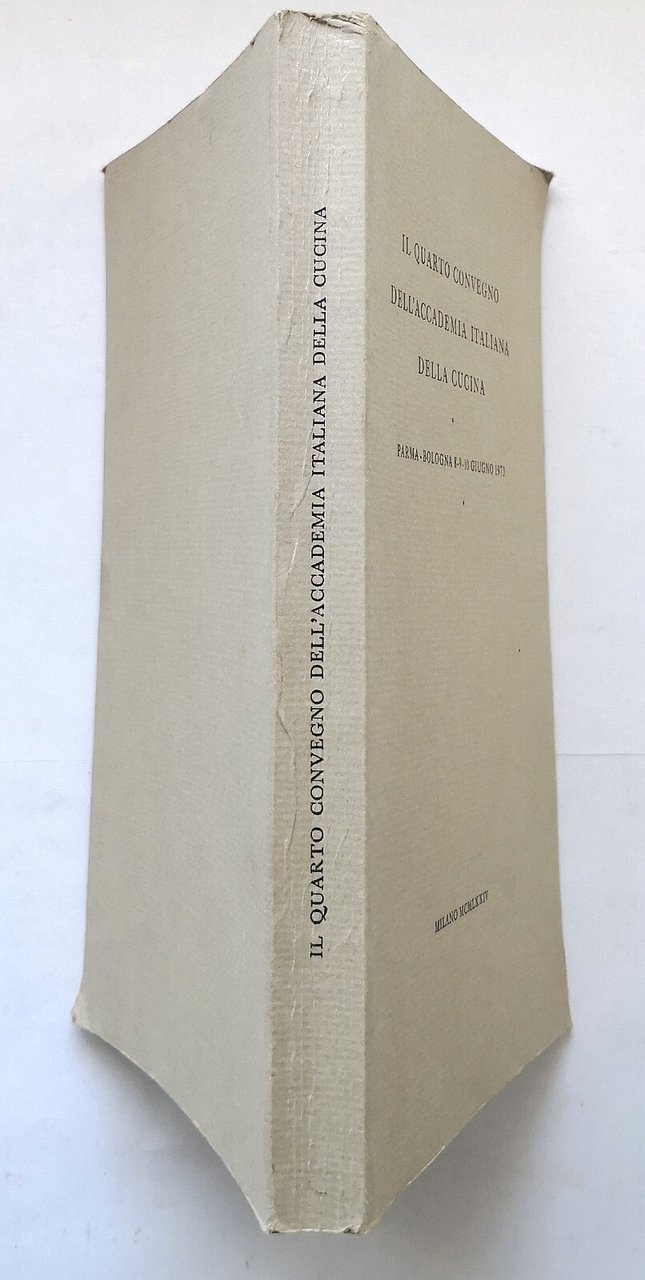 IL QUARTO CONVEGNO DELL'ACCADEMIA ITALIANA DELLA CUCINA
IL QUARTO CONVEGNO
DELL'ACCADEMIA ITALIANA
DELLA CUCINA
PARMA - BOLOGNA 8-9-10 GIUGNO
MILANO MCMLXXIV